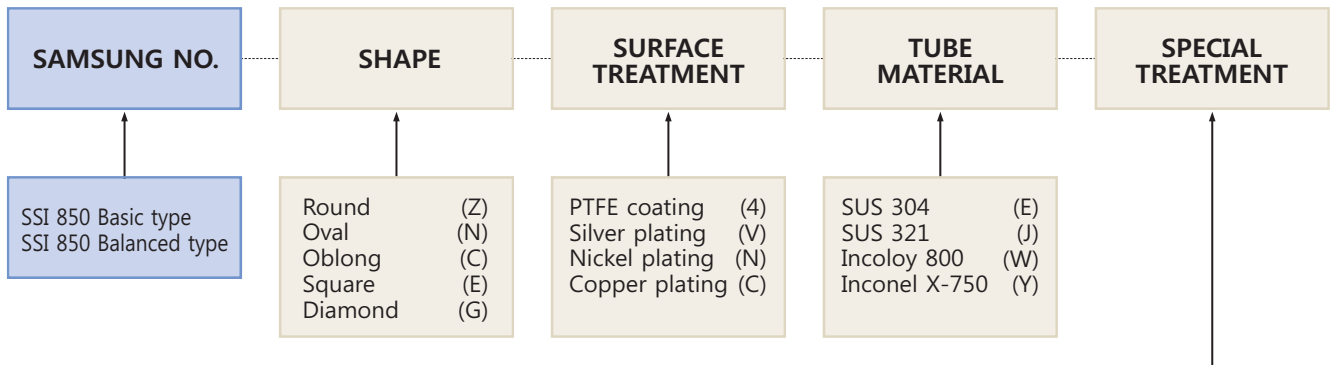 SAMSUNG NO.
SHAPE
SURFACE
TREATMENT
TUBE
MATERIAL
SPECIAL
TREATMENT
SSI 850 Basic type
SSI 850 Balanced type
Round (Z)
Oval (N)
Oblong (C)
Square (E)
Diamond (G)
PTFE coating (4)
Silver plating (V)
Nickel plating (N)
Copper plating (C)
SUS 304 (E)
SUS 321 (J)
Incoloy 800 (W)
Inconel X-750 (Y)